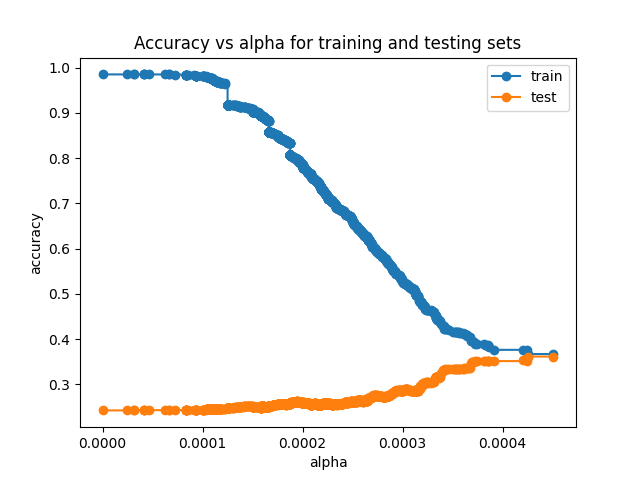 Accuracy vs alpha for training and testing sets
train
test
1.0
0.9
0.8
0.7
0.6
0.5
0.4
0.3
accuracy
0.0000
0.0001
0.0002
0.0003
0.0004
alpha